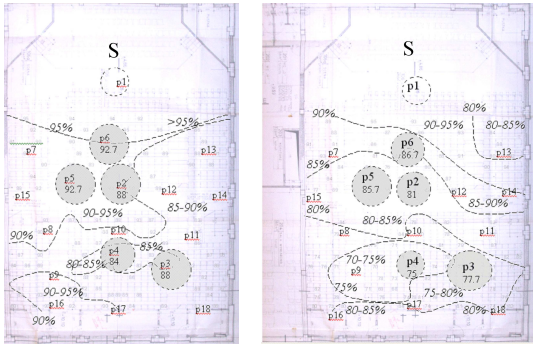 S
p1
95%
>95%
p6
92.7
p7
p13
p5
92.7
p2
88
p12
p14
p15
90-95%
85-90%
p8
p10
p11
90%
85%
p4
84
80-85%
p3
88
p9
90-95%
p16
p17
p18
90%
S
p1
80%
90%
90-95%
80-85%
p6
86.7
p7
p13
85%
p5
85.7
p2
81
p12
p14
p15
85-90%
80%
80-85%
p8
p10
p11
70-75%
p4
75
p3
77.7
p9
75%
75-80%
p17
p16
80-85%
80%
p18